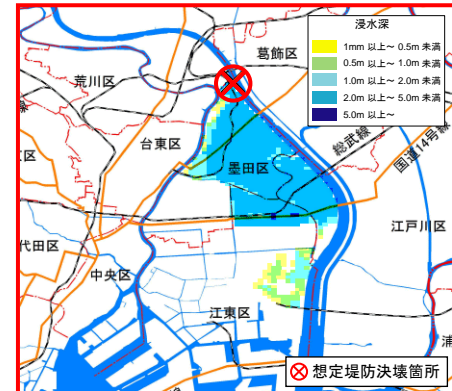 浸水深
1mm 以上～ 0.5m 未満
0.5m 以上～ 1.0m 未満
1.0m 以上～ 2.0m 未満
2.0m 以上～ 5.0m 未満
5.0m 以上～
葛飾区
荒川区
台東区
墨田区
総武線
国道14号線
江戸川区
代田区
中央区
江東区
浦
想定堤防決壊箇所